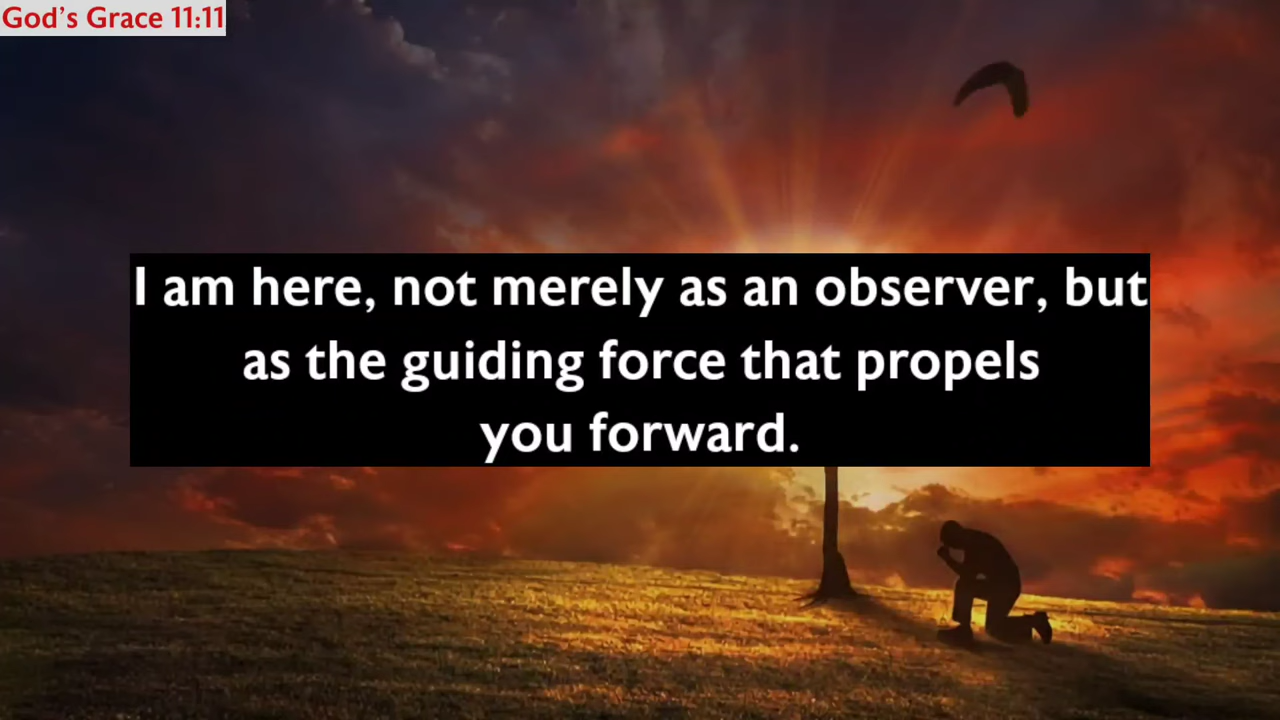 God's Grace 11:11
I am here, not merely as an observer, but
as the guiding force that propels
you forward.